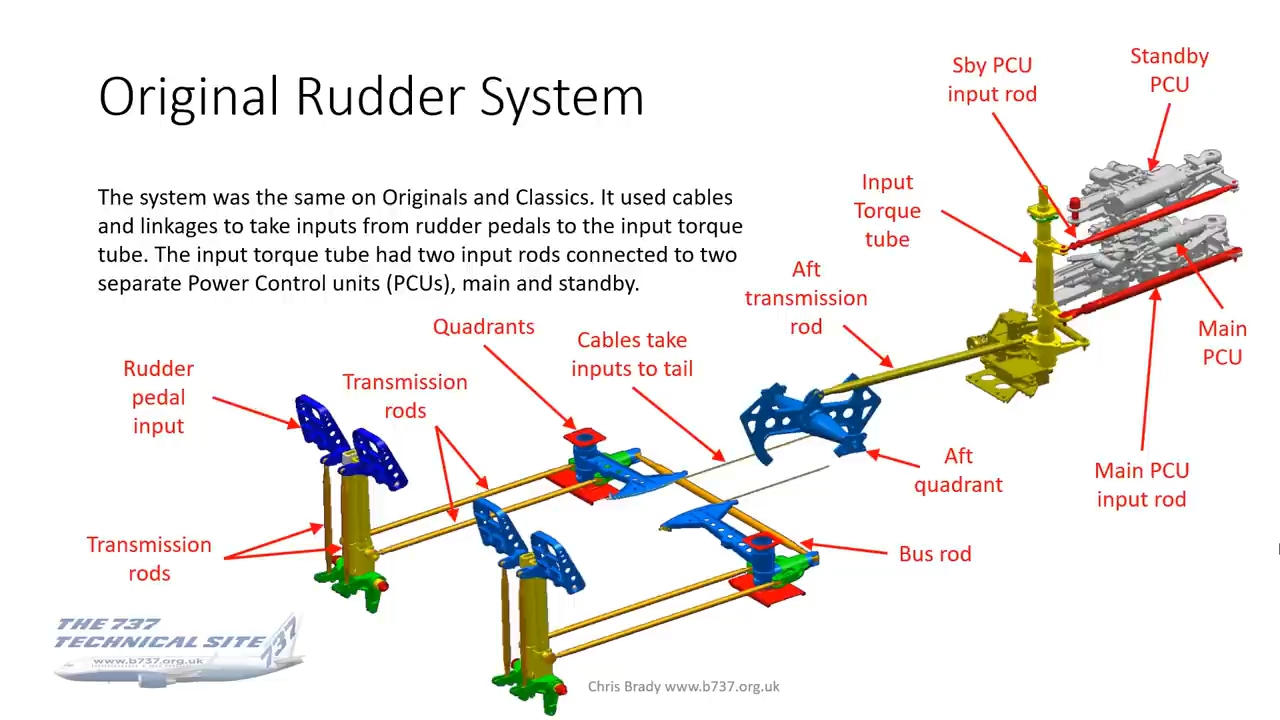 Original Rudder System
The system was the same on Originals and Classics. It used cables
and linkages to take inputs from rudder pedals to the input torque
tube. The input torque tube had two input rods connected to two
separate Power Control units (PCUs), main and standby.
Sby PCU
input rod
Standby
PCU
Input
Torque
tube
Aft
transmission
rod
Main
PCU
Quadrants
Cables take
inputs to tail
Rudder
pedal
input
Transmission
rods
Aft
quadrant
Main PCU
input rod
Transmission
rods
Bus rod
THE 737
TECHNICAL SITE
737
www.b737.org.uk
Chris Brady www.b737.org.uk